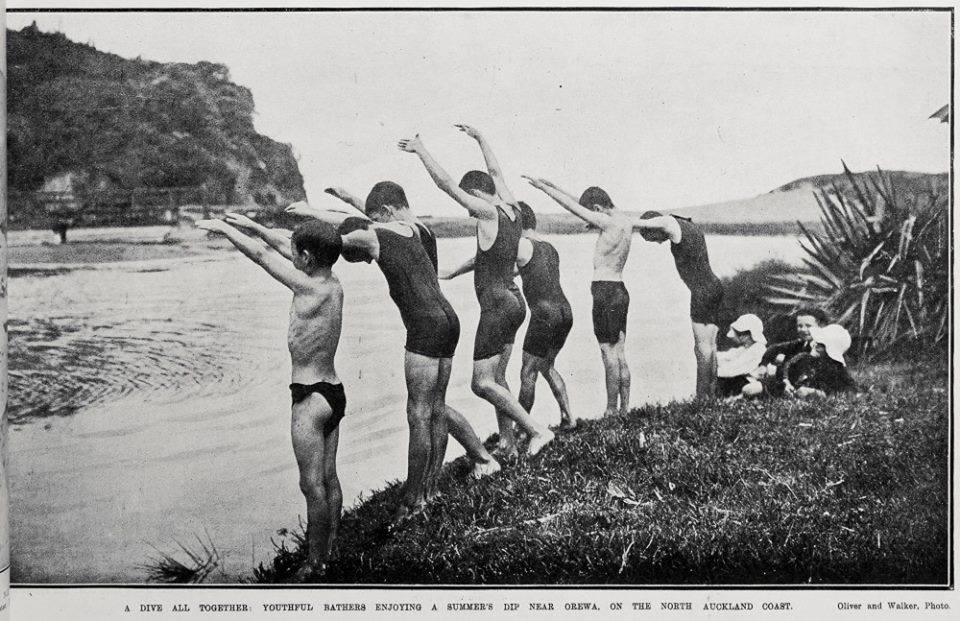 A DIVE ALL TOGETHER: YOUTHFUL BATHERS ENJOYING A SUMMER'S DIP NEAR OREWA, ON THE NORTH AUCKLAND COAST. Oliver and Walker, Photo.